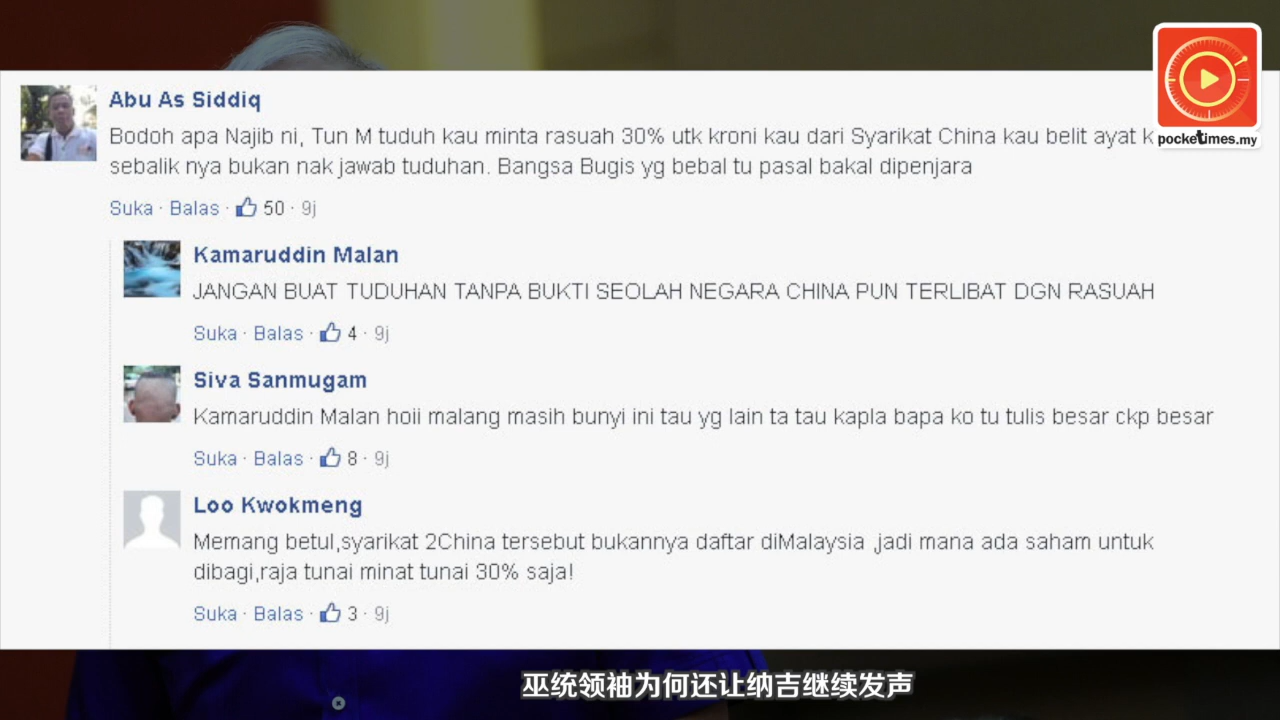 pocketimes.my
Abu As Siddiq
Bodoh apa Najib ni, Tun M tuduh kau minta rasuah 30% utk kroni kau dari Syarikat China kau belit ayat k
sebalik nya bukan nak jawab tuduhan. Bangsa Bugis yg bebal tu pasal bakal dipenjara
Suka · Balas · 50 · 9j
Kamaruddin Malan
JANGAN BUAT TUDUHAN TANPA BUKTI SEOLAH NEGARA CHINA PUN TERLIBAT DGN RASUAH
Suka · Balas · 4 · 9j
Siva Sanmugam
Kamaruddin Malan hoii malang masih bunyi ini tau yg lain ta tau kapla bapa ko tu tulis besar ckp besar
Suka · Balas · 8 · 9j
Loo Kwokmeng
Memang betul,syarikat 2China tersebut bukannya daftar diMalaysia ,jadi mana ada saham untuk
dibagi,raja tunai minat tunai 30% saja!
Suka · Balas · 3 · 9j
巫统领袖为何还让纳吉继续发声